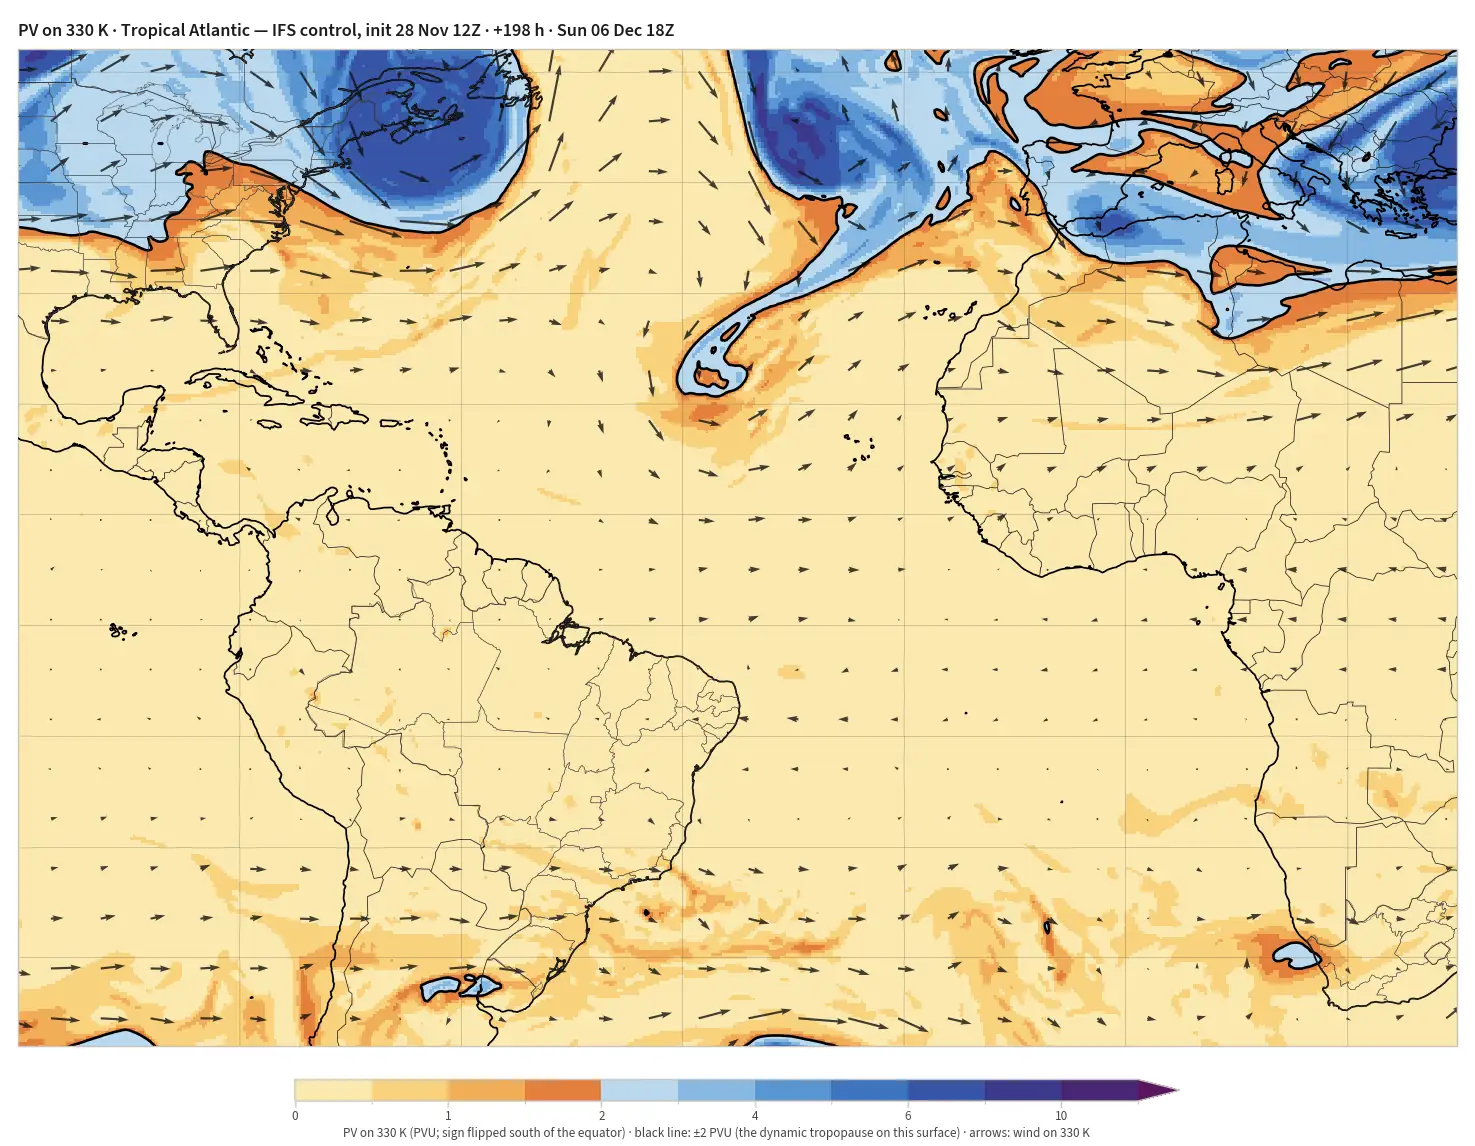 PV on 330 K · Tropical Atlantic — IFS control, init 28 Nov 12Z · +198 h · Sun 06 Dec 18Z
0 1 2 4 6 10
PV on 330 K (PVU; sign flipped south of the equator) · black line: ±2 PVU (the dynamic tropopause on this surface) · arrows: wind on 330 K